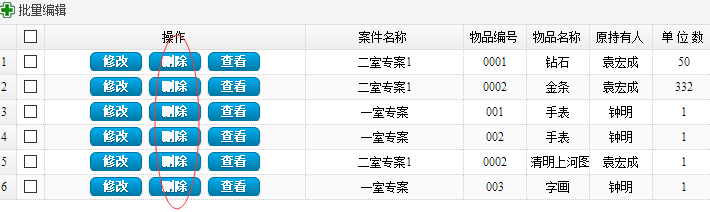 批量编辑
操作 案件名称 物品编号 物品名称 原持有人 单位数
1 修改 删除 查看 二室专案1 0001 钻石 袁宏成 50
2 修改 删除 查看 二室专案1 0002 金条 袁宏成 332
3 修改 删除 查看 一室专案 001 手表 钟明 1
4 修改 删除 查看 一室专案 002 手表 钟明 1
5 修改 删除 查看 二室专案1 0002 清明上河图 袁宏成 1
6 修改 删除 查看 一室专案 003 字画 钟明 1